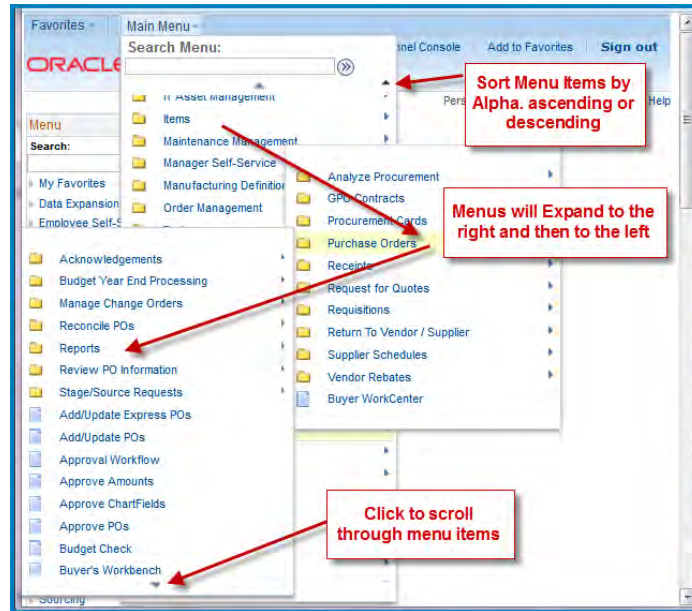 Favorites
Main Menu
Search Menu:
nnel Console
Add to Favorites
Sign out
ORACLE
Sort Menu Items by
Alpha. ascending or
descending
Pers
Help
IT Asset Management
Items
Menu
Search:
Maintenance Management
Manager Self-Service
Manufacturing Definition
Order Management
My Favorites
Data Expansion
Employee Self-S
Analyze Procurement
GPO Contracts
Procurement Cards
Purchase Orders
Receipts
Request for Quotes
Requisitions
Return To Vendor / Supplier
Supplier Schedules
Vendor Rebates
Buyer WorkCenter
Menus will Expand to the
right and then to the left
Acknowledgements
Budget Year End Processing
Manage Change Orders
Reconcile POs
Reports
Review PO Information
Stage/Source Requests
Add/Update Express POs
Add/Update POs
Approval Workflow
Approve Amounts
Approve ChartFields
Approve POs
Budget Check
Buyer's Workbench
Click to scroll
through menu items
Sourcing